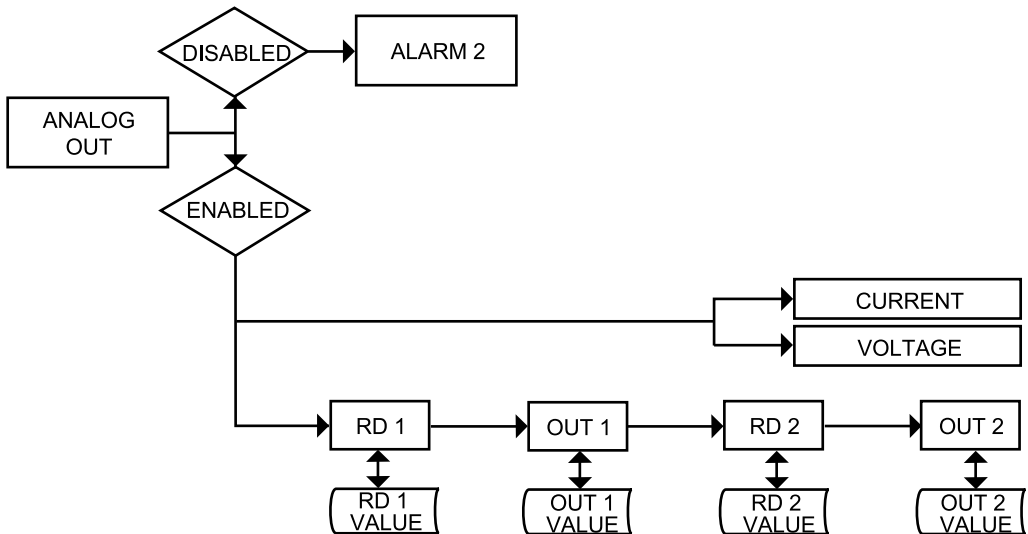 DISABLED
ALARM 2
ANALOG
OUT
ENABLED
CURRENT
VOLTAGE
RD 1
OUT 1
RD 2
OUT 2
RD 1
VALUE
OUT 1
VALUE
RD 2
VALUE
OUT 2
VALUE